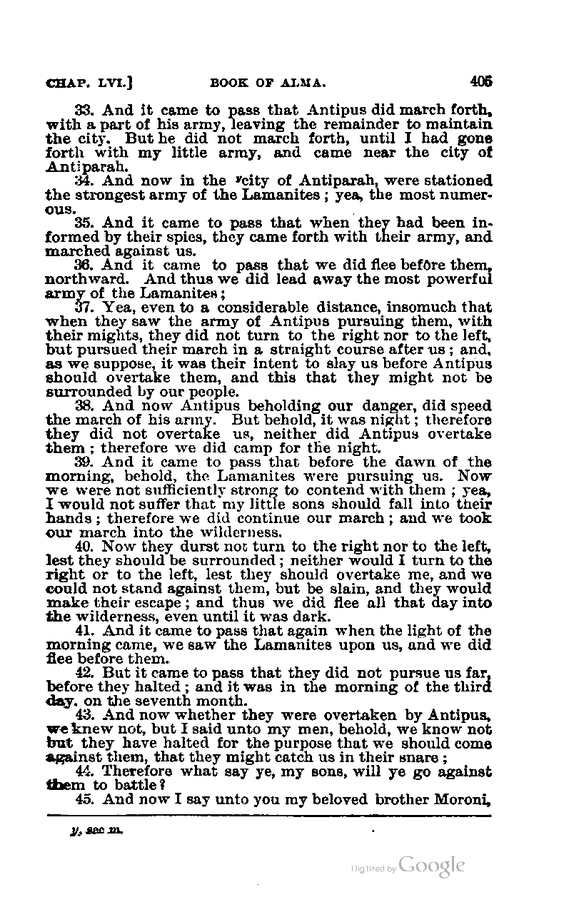 CHAP. LVI.] BOOK OF ALMA. 405
33. And it came to pass that Antipus did march forth,
with a part of his army, leaving the remainder to maintain
the city. But he did not march forth, until I had gone
forth with my little army, and came near the city of
Antiparah.
34. And now in the ʸcity of Antiparah, were stationed
the strongest army of the Lamanites; yea, the most numer-
ous.
35. And it came to pass that when they had been in-
formed by their spies, they came forth with their army, and
marched against us.
36. And it came to pass that we did flee before them,
northward. And thus we did lead away the most powerful
army of the Lamanites;
37. Yea, even to a considerable distance, insomuch that
when they saw the army of Antipus pursuing them, with
their mights, they did not turn to the right nor to the left,
but pursued their march in a straight course after us; and,
as we suppose, it was their intent to slay us before Antipus
should overtake them, and this that they might not be
surrounded by our people.
38. And now Antipus beholding our danger, did speed
the march of his army. But behold, it was night; therefore
they did not overtake us, neither did Antipus overtake
them; therefore we did camp for the night.
39. And it came to pass that before the dawn of the
morning, behold, the Lamanites were pursuing us. Now
we were not sufficiently strong to contend with them; yea,
I would not suffer that my little sons should fall into their
hands; therefore we did continue our march; and we took
our march into the wilderness.
40. Now they durst not turn to the right nor to the left,
lest they should be surrounded; neither would I turn to the
right or to the left, lest they should overtake me, and we
could not stand against them, but be slain, and they would
make their escape; and thus we did flee all that day into
the wilderness, even until it was dark.
41. And it came to pass that again when the light of the
morning came, we saw the Lamanites upon us, and we did
flee before them.
42. But it came to pass that they did not pursue us far,
before they halted; and it was in the morning of the third
day. on the seventh month.
43. And now whether they were overtaken by Antipus,
we knew not, but I said unto my men, behold, we know not
but they have halted for the purpose that we should come
against them, that they might catch us in their snare;
44. Therefore what say ye, my sons, will ye go against
them to battle?
45. And now I say unto you my beloved brother Moroni,
y, see m.
Digitized by Google